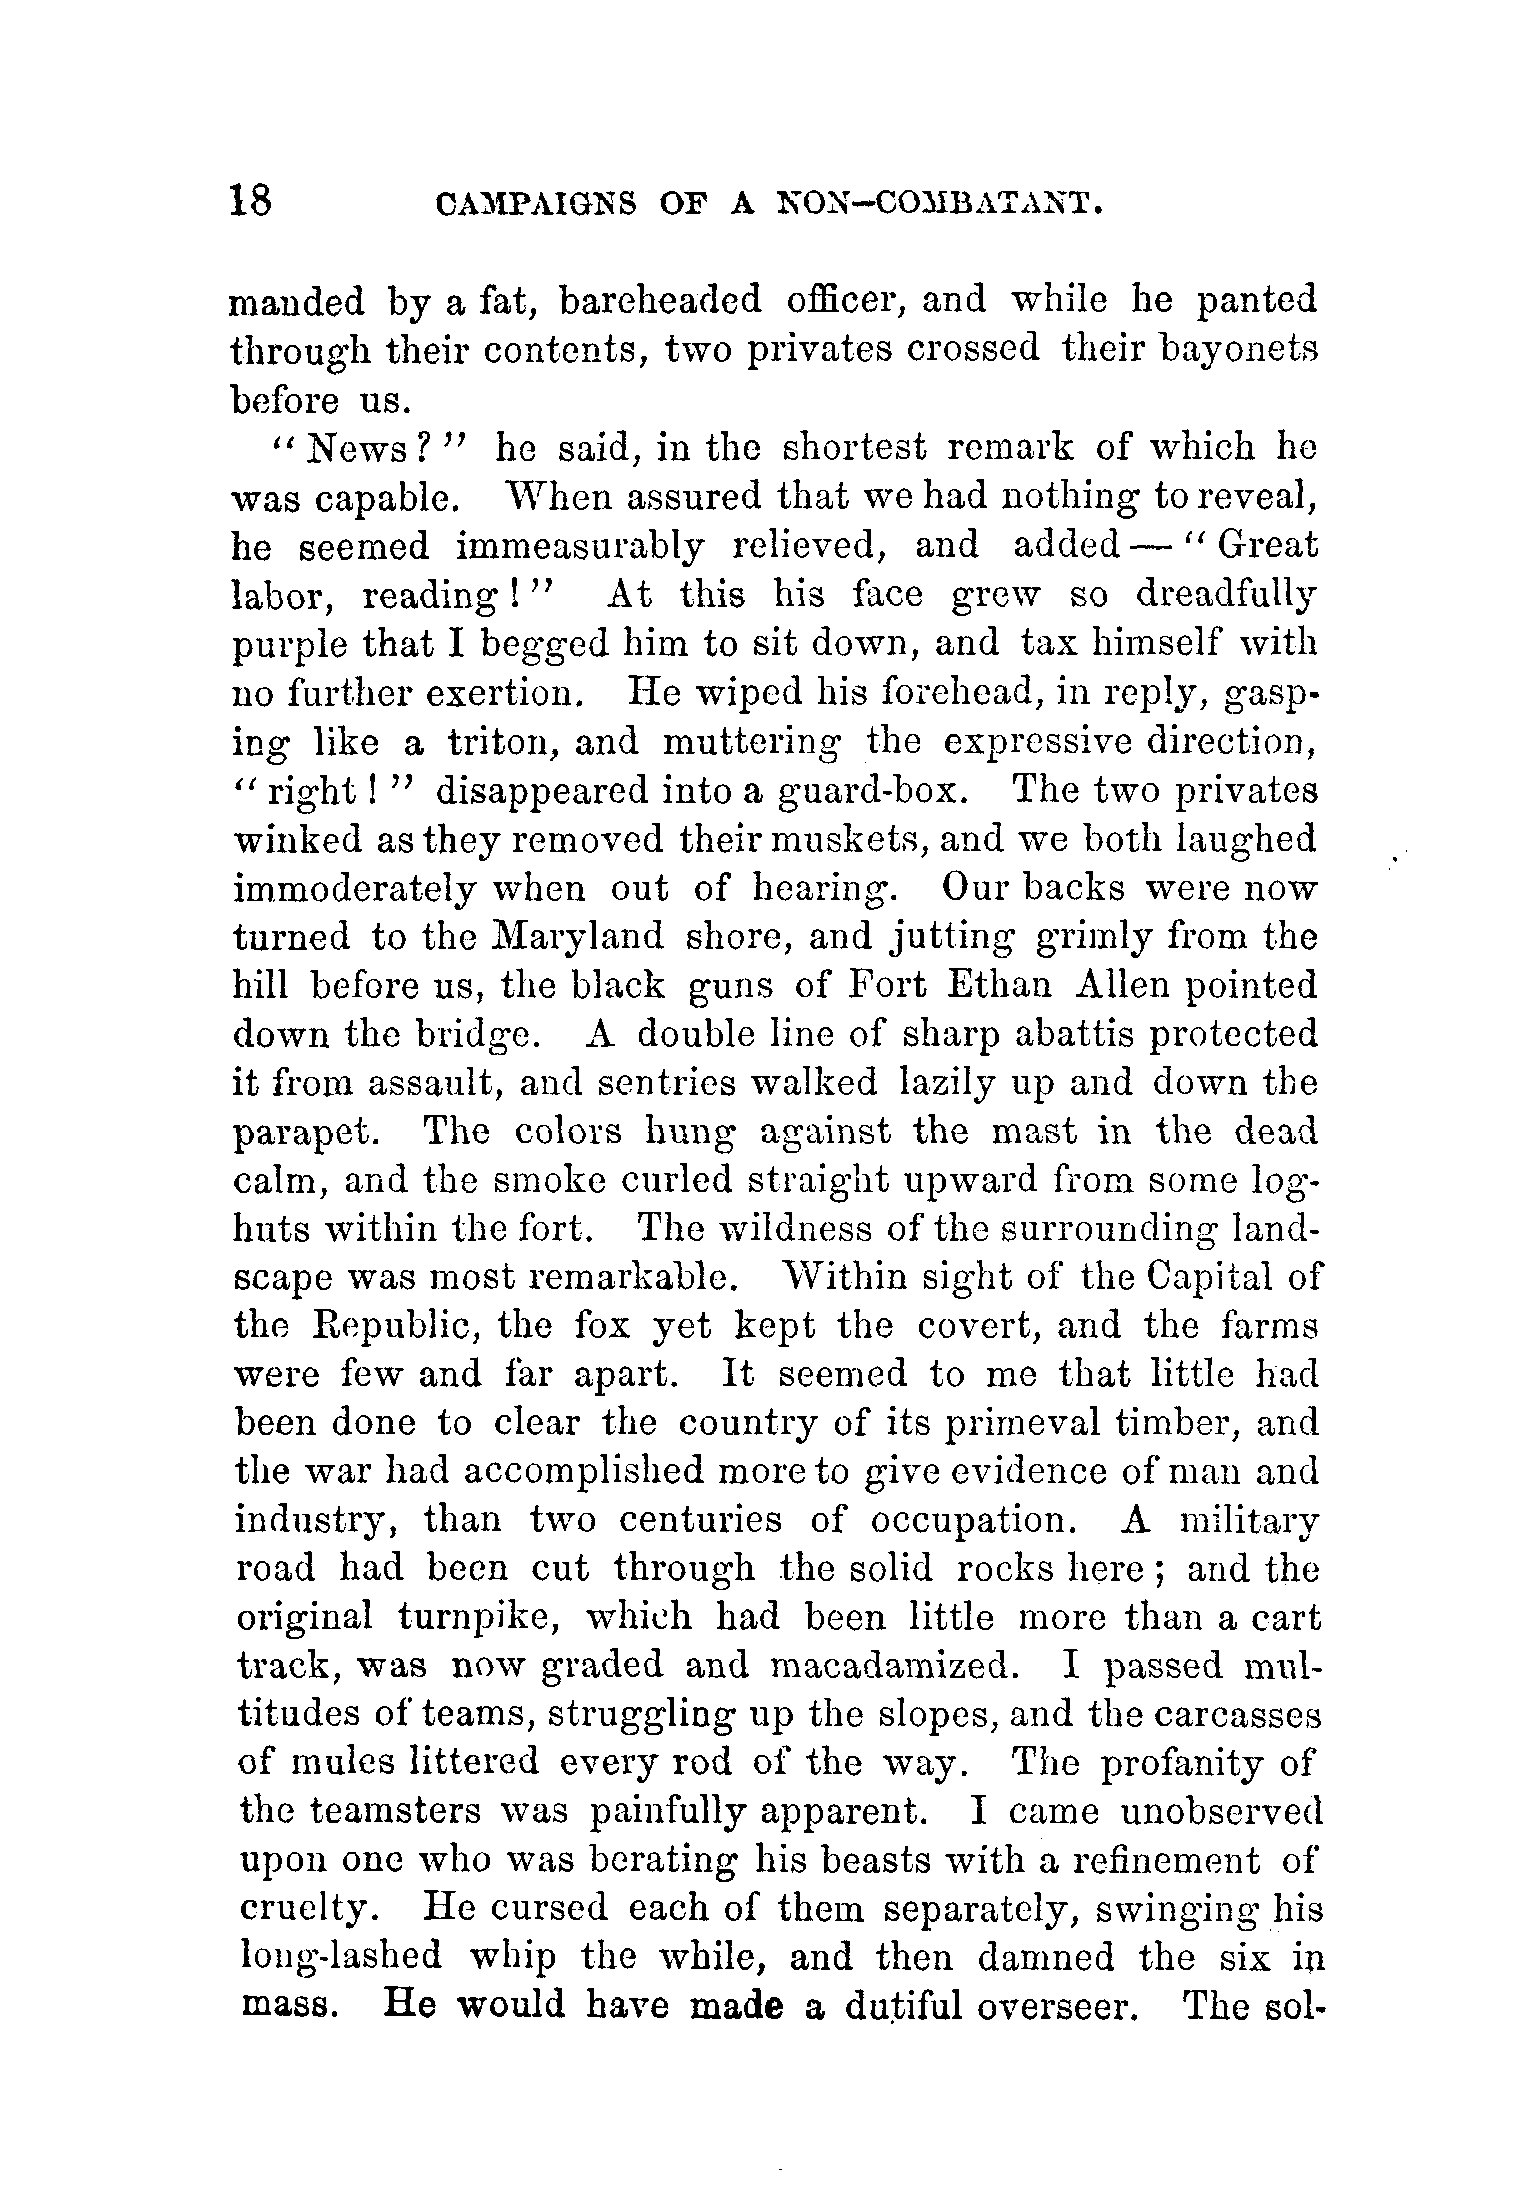 18 CAMPAIGNS OF A NON-COMBATANT.
manded by a fat, bareheaded officer, and while he panted
through their contents, two privates crossed their bayonets
before us.
"News?" he said, in the shortest remark of which he
was capable. When assured that we had nothing to reveal,
he seemed immeasurably relieved, and added—"Great
labor, reading!" At this his face grew so dreadfully
purple that I begged him to sit down, and tax himself with
no further exertion. He wiped his forehead, in reply, gasp-
ing like a triton, and muttering the expressive direction,
"right!" disappeared into a guard-box. The two privates
winked as they removed their muskets, and we both laughed
immoderately when out of hearing. Our backs were now
turned to the Maryland shore, and jutting grimly from the
hill before us, the black guns of Fort Ethan Allen pointed
down the bridge. A double line of sharp abattis protected
it from assault, and sentries walked lazily up and down the
parapet. The colors hung against the mast in the dead
calm, and the smoke curled straight upward from some log-
huts within the fort. The wildness of the surrounding land-
scape was most remarkable. Within sight of the Capital of
the Republic, the fox yet kept the covert, and the farms
were few and far apart. It seemed to me that little had
been done to clear the country of its primeval timber, and
the war had accomplished more to give evidence of man and
industry, than two centuries of occupation. A military
road had been cut through the solid rocks here; and the
original turnpike, which had been little more than a cart
track, was now graded and macadamized. I passed mul-
titudes of teams, struggling up the slopes, and the carcasses
of mules littered every rod of the way. The profanity of
the teamsters was painfully apparent. I came unobserved
upon one who was berating his beasts with a refinement of
cruelty. He cursed each of them separately, swinging his
long-lashed whip the while, and then damned the six in
mass. He would have made a dutiful overseer. The sol-